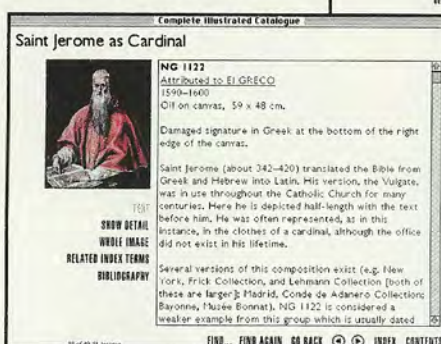 Complete Illustrated Catalogue
Saint Jerome as Cardinal
NG 1122
Attributed to El GRECO
1590–1600
Oil on canvas, 59 x 48 cm.
Damaged signature in Greek at the bottom of the right
edge of the canvas.
Saint Jerome (about 342–420) translated the Bible from
Greek and Hebrew into Latin. His version, the Vulgate,
was in use throughout the Catholic Church for many
centuries. Here he is depicted half-length with the text
before him. He was often represented, as in this
instance, in the clothes of a cardinal, although the office
did not exist in his lifetime.
Several versions of this composition exist (e.g. New
York, Frick Collection, and Lehmann Collection [both of
these are larger]; Madrid, Conde de Adanero Collection;
Bayonne, Musée Bonnat). NG 1122 is considered a
weaker example from this group which is usually dated
TEXT
SHOW DETAIL
WHOLE IMAGE
RELATED INDEX TERMS
BIBLIOGRAPHY
FIND... FIND AGAIN GO BACK INDEX CONTENTS